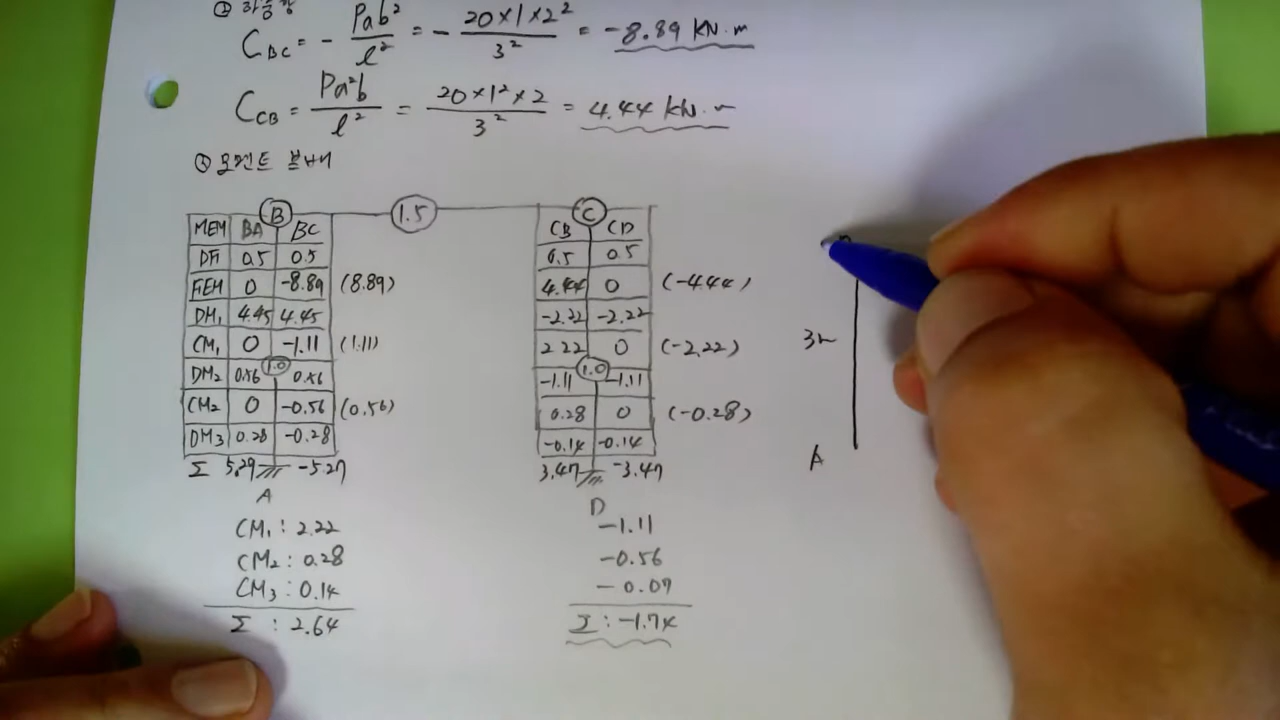 ② 하중항
C_BC = - Pab²/l² = - 20×1×2²/3² = -8.89 kN·m
C_CB = Pa²b/l² = 20×1²×2/3² = 4.44 kN·m
모멘트 분배
B 1.5 C
MEM BA BC CB CD
DF 0.5 0.5 0.5 0.5
FEM 0 -8.89 (8.89) 4.44 0 (-4.44)
DM₁ 4.45 4.45 -2.22 -2.22
CM₁ 0 -1.11 (1.11) 2.22 0 (-2.22)
1.0 1.0
DM₂ 0.56 0.56 -1.11 -1.11
CM₂ 0 -0.56 (0.56) 0.28 0 (-0.28)
DM₃ 0.28 -0.28 -0.14 -0.14
Σ 5.29 -5.27 3.47 -3.47
A D
CM₁ : 2.22 -1.11
CM₂ : 0.28 -0.56
CM₃ : 0.14 -0.07
Σ : 2.64 Σ : -1.74
3m
A